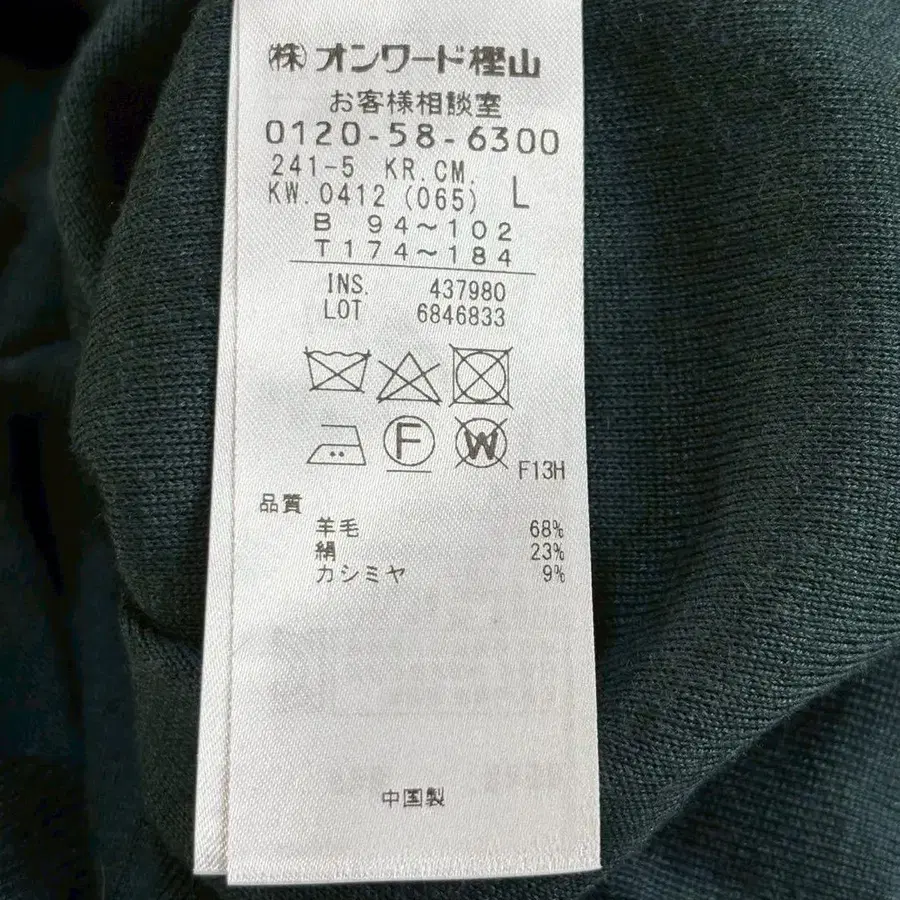 ㈱オンワード樫山
お客様相談室
0120-58-6300
241-5 KR.CM.
KW.0412(065) L
B 94~102
T174~184
INS. 437980
LOT 6846833
F
W
F13H
品質
羊毛 68%
絹 23%
カシミヤ 9%
中国製